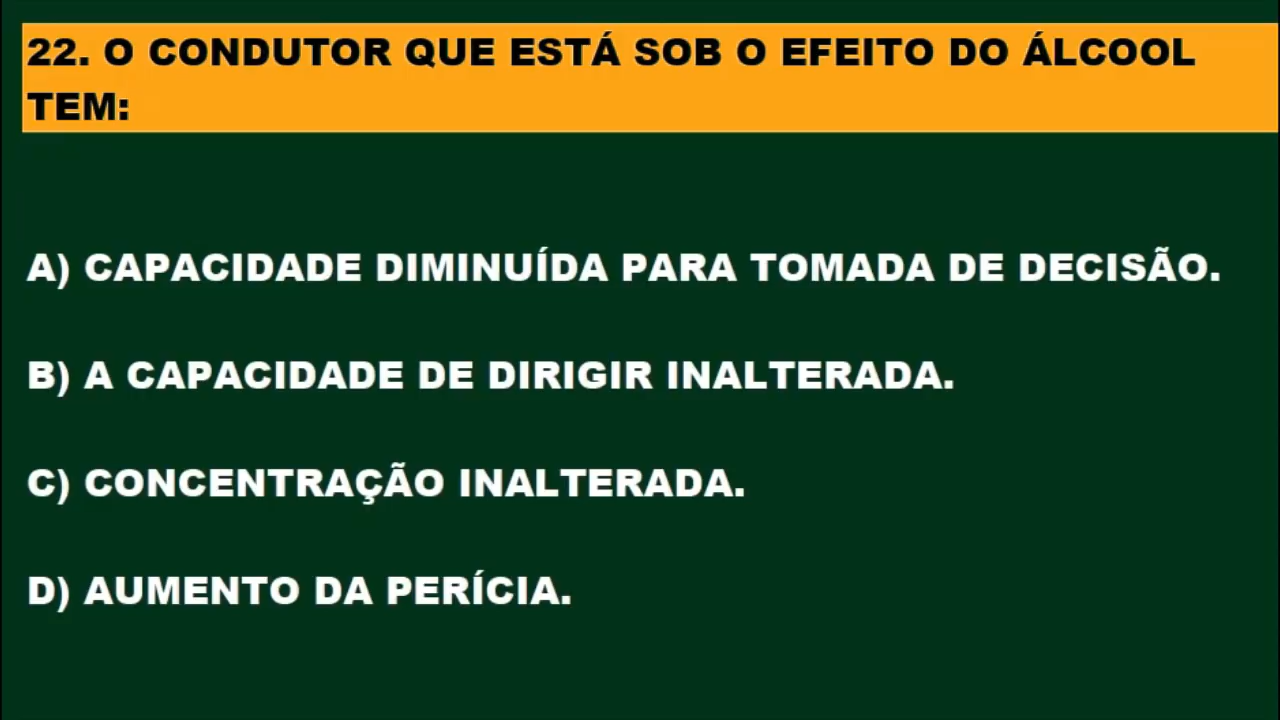 22. O CONDUTOR QUE ESTÁ SOB O EFEITO DO ÁLCOOL
TEM:
A) CAPACIDADE DIMINUÍDA PARA TOMADA DE DECISÃO.
B) A CAPACIDADE DE DIRIGIR INALTERADA.
C) CONCENTRAÇÃO INALTERADA.
D) AUMENTO DA PERÍCIA.